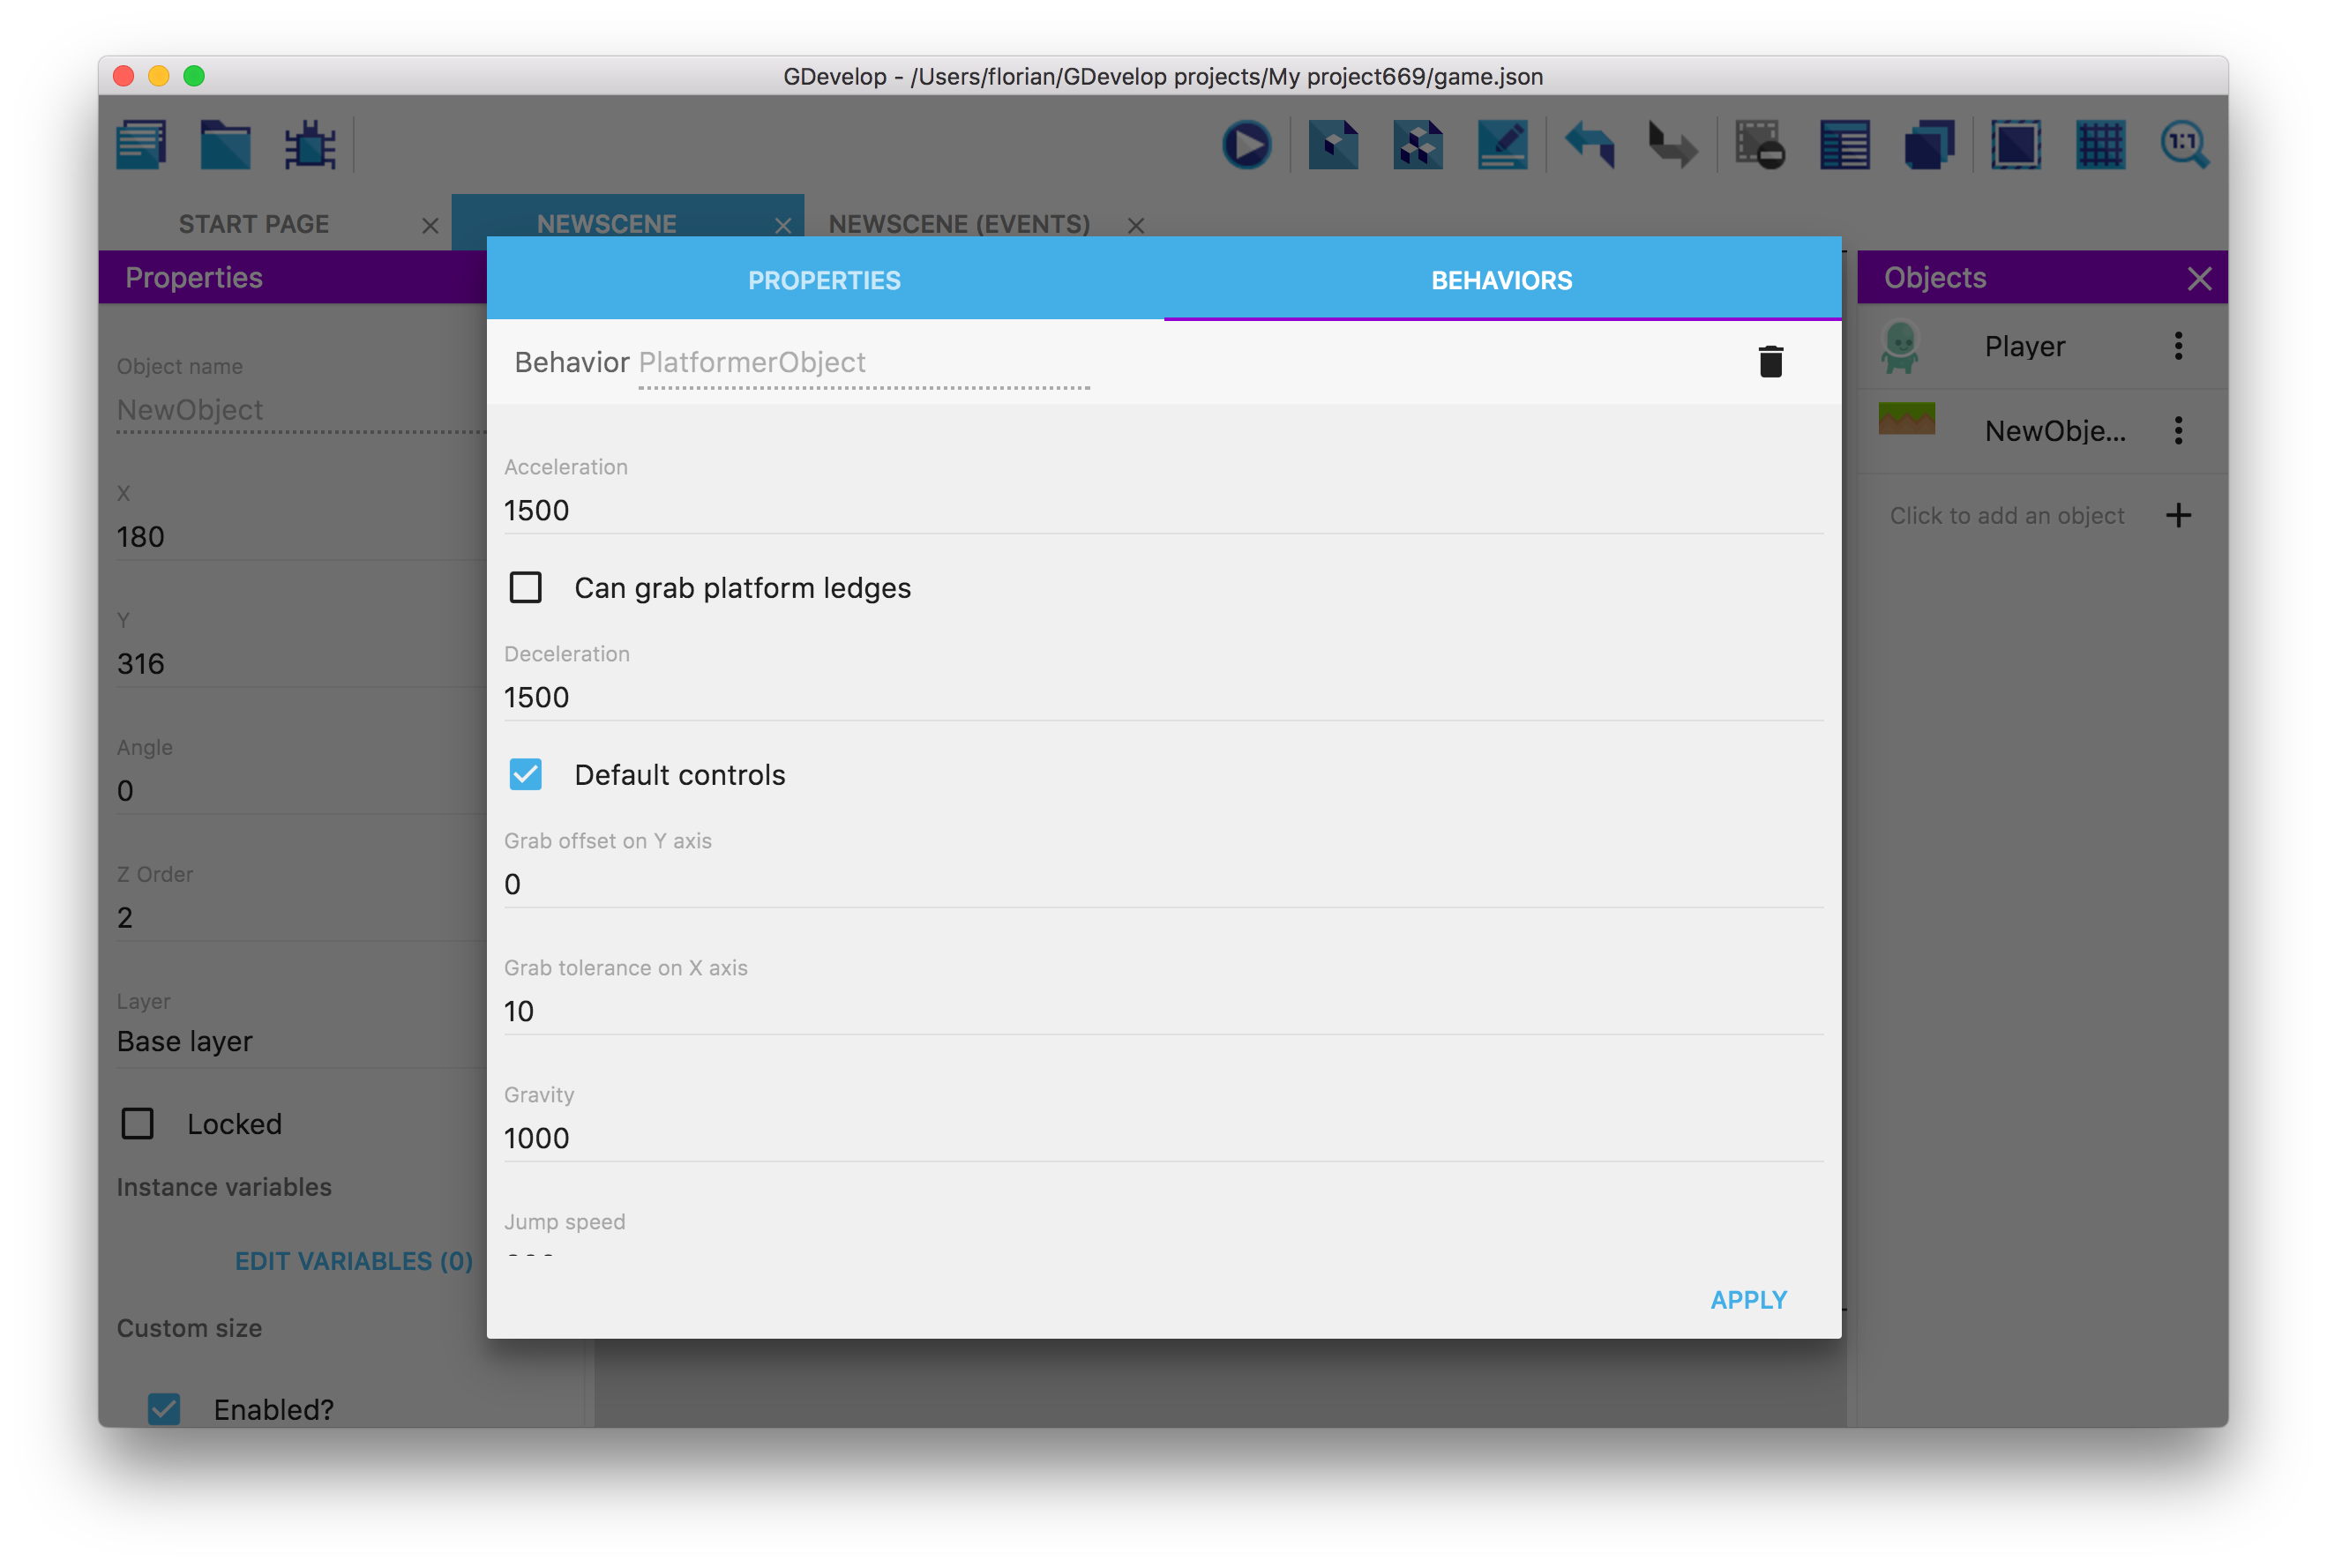 GDevelop - /Users/florian/GDevelop projects/My project669/game.json
1:1
START PAGE
NEWSCENE
NEWSCENE (EVENTS)
Properties
Object name
NewObject
X
180
Y
316
Angle
0
Z Order
2
Layer
Base layer
Locked
Instance variables
EDIT VARIABLES (0)
Custom size
Enabled?
PROPERTIES
BEHAVIORS
Behavior PlatformerObject
Acceleration
1500
Can grab platform ledges
Deceleration
1500
Default controls
Grab offset on Y axis
0
Grab tolerance on X axis
10
Gravity
1000
Jump speed
APPLY
Objects
Player
NewObje...
Click to add an object